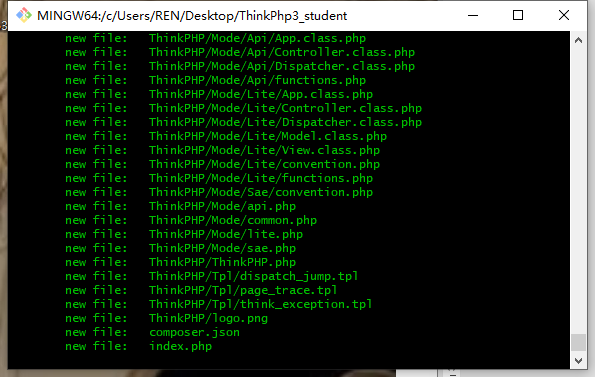 MINGW64:/c/Users/REN/Desktop/ThinkPhp3_student
new file: ThinkPHP/Mode/Api/App.class.php
new file: ThinkPHP/Mode/Api/Controller.class.php
new file: ThinkPHP/Mode/Api/Dispatcher.class.php
new file: ThinkPHP/Mode/Api/functions.php
new file: ThinkPHP/Mode/Lite/App.class.php
new file: ThinkPHP/Mode/Lite/Controller.class.php
new file: ThinkPHP/Mode/Lite/Dispatcher.class.php
new file: ThinkPHP/Mode/Lite/Model.class.php
new file: ThinkPHP/Mode/Lite/View.class.php
new file: ThinkPHP/Mode/Lite/convention.php
new file: ThinkPHP/Mode/Lite/functions.php
new file: ThinkPHP/Mode/Sae/convention.php
new file: ThinkPHP/Mode/api.php
new file: ThinkPHP/Mode/common.php
new file: ThinkPHP/Mode/lite.php
new file: ThinkPHP/Mode/sae.php
new file: ThinkPHP/ThinkPHP.php
new file: ThinkPHP/Tpl/dispatch_jump.tpl
new file: ThinkPHP/Tpl/page_trace.tpl
new file: ThinkPHP/Tpl/think_exception.tpl
new file: ThinkPHP/logo.png
new file: composer.json
new file: index.php